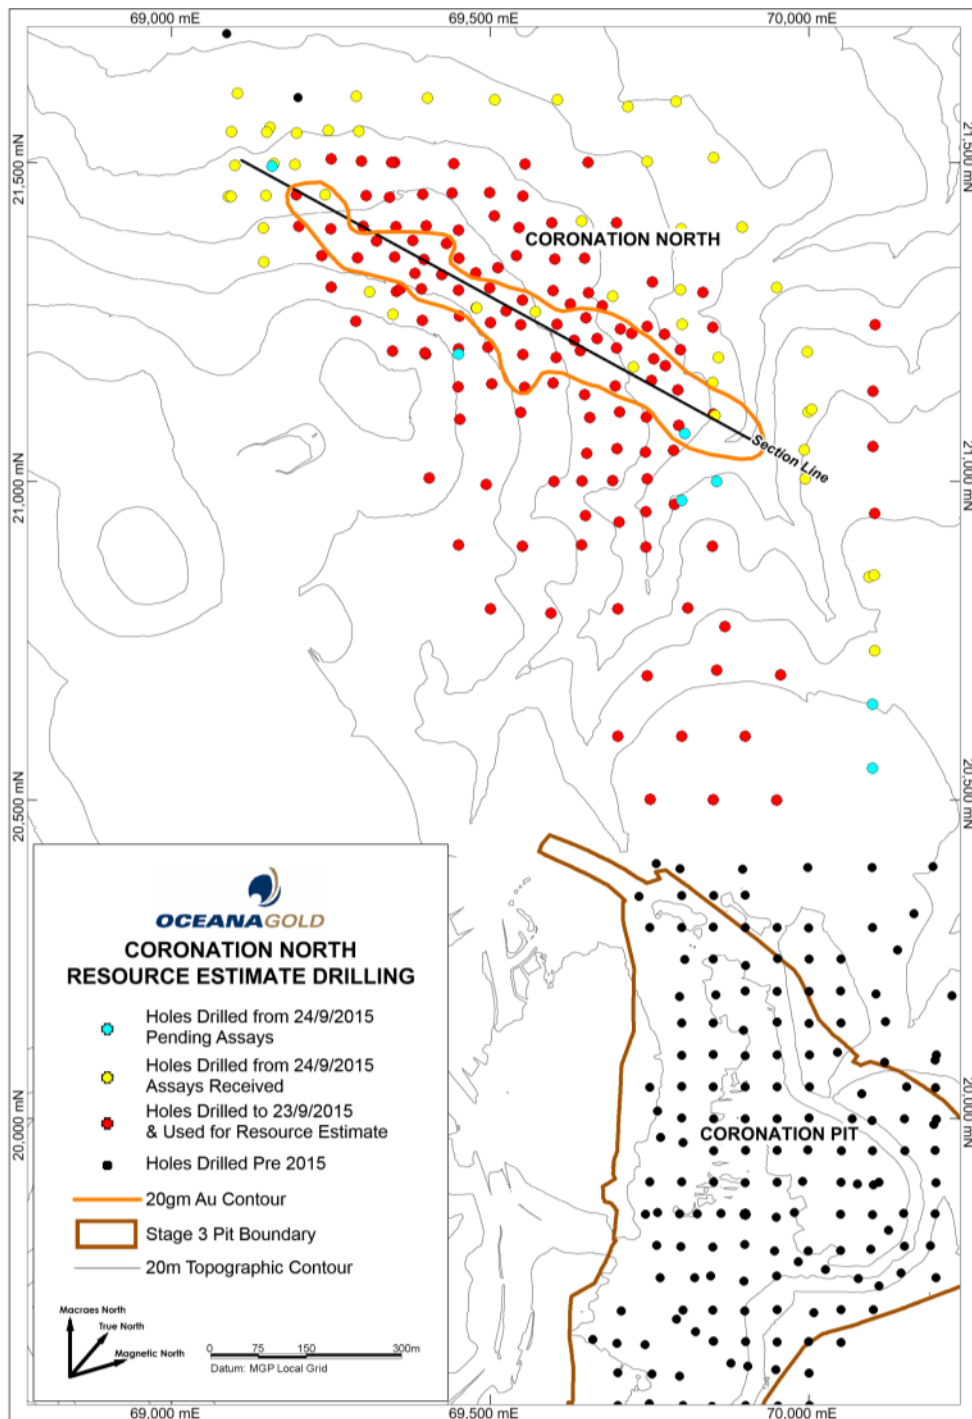 69,000 mE
69,500 mE
70,000 mE
21,500 mN
21,500 mN
CORONATION NORTH
Section Line
21,000 mN
21,000 mN
20,500 mN
20,500 mN
OCEANAGOLD
CORONATION NORTH
RESOURCE ESTIMATE DRILLING
Holes Drilled from 24/9/2015
Pending Assays
Holes Drilled from 24/9/2015
Assays Received
Holes Drilled to 23/9/2015
& Used for Resource Estimate
Holes Drilled Pre 2015
20gm Au Contour
Stage 3 Pit Boundary
20m Topographic Contour
Macraes North
True North
Magnetic North
0 75 150 300m
Datum: MGP Local Grid
20,000 mN
20,000 mN
CORONATION PIT
69,000 mE
69,500 mE
70,000 mE